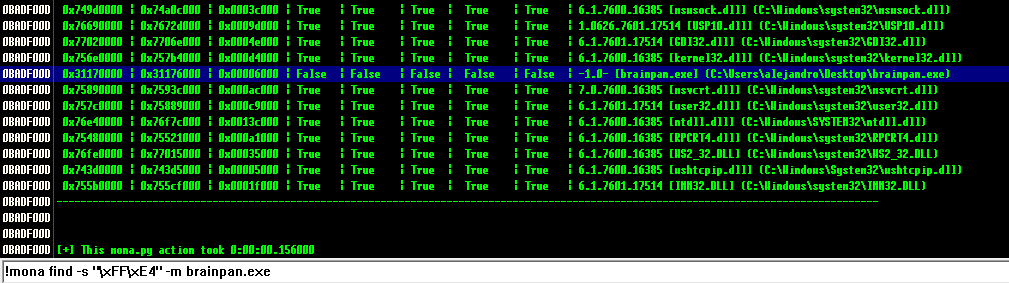 0BADF00D 0x749d0000 ¦ 0x74a0c000 ¦ 0x0003c000 ¦ True ¦ True ¦ True ¦ True ¦ True ¦ 6.1.7600.16385 [mswsock.dll] (C:\Windows\system32\mswsock.dll)
0BADF00D 0x76690000 ¦ 0x7672d000 ¦ 0x0009d000 ¦ True ¦ True ¦ True ¦ True ¦ True ¦ 1.0626.7601.17514 [USP10.dll] (C:\Windows\system32\USP10.dll)
0BADF00D 0x77020000 ¦ 0x7706e000 ¦ 0x0004e000 ¦ True ¦ True ¦ True ¦ True ¦ True ¦ 6.1.7601.17514 [GDI32.dll] (C:\Windows\system32\GDI32.dll)
0BADF00D 0x756e0000 ¦ 0x757b4000 ¦ 0x000d4000 ¦ True ¦ True ¦ True ¦ True ¦ True ¦ 6.1.7600.16385 [kernel32.dll] (C:\Windows\system32\kernel32.dll)
0BADF00D 0x31170000 ¦ 0x31176000 ¦ 0x00006000 ¦ False ¦ False ¦ False ¦ False ¦ False ¦ -1.0- [brainpan.exe] (C:\Users\alejandro\Desktop\brainpan.exe)
0BADF00D 0x75890000 ¦ 0x7593c000 ¦ 0x000ac000 ¦ True ¦ True ¦ True ¦ True ¦ True ¦ 7.0.7600.16385 [msvcrt.dll] (C:\Windows\system32\msvcrt.dll)
0BADF00D 0x757c0000 ¦ 0x75889000 ¦ 0x000c9000 ¦ True ¦ True ¦ True ¦ True ¦ True ¦ 6.1.7601.17514 [user32.dll] (C:\Windows\system32\user32.dll)
0BADF00D 0x76e40000 ¦ 0x76f7c000 ¦ 0x0013c000 ¦ True ¦ True ¦ True ¦ True ¦ True ¦ 6.1.7600.16385 [ntdll.dll] (C:\Windows\SYSTEM32\ntdll.dll)
0BADF00D 0x75480000 ¦ 0x75521000 ¦ 0x000a1000 ¦ True ¦ True ¦ True ¦ True ¦ True ¦ 6.1.7600.16385 [RPCRT4.dll] (C:\Windows\system32\RPCRT4.dll)
0BADF00D 0x76fe0000 ¦ 0x77015000 ¦ 0x00035000 ¦ True ¦ True ¦ True ¦ True ¦ True ¦ 6.1.7600.16385 [WS2_32.DLL] (C:\Windows\system32\WS2_32.DLL)
0BADF00D 0x743d0000 ¦ 0x743d5000 ¦ 0x00005000 ¦ True ¦ True ¦ True ¦ True ¦ True ¦ 6.1.7600.16385 [wshtcpip.dll] (C:\Windows\System32\wshtcpip.dll)
0BADF00D 0x755b0000 ¦ 0x755cf000 ¦ 0x0001f000 ¦ True ¦ True ¦ True ¦ True ¦ True ¦ 6.1.7601.17514 [IMM32.DLL] (C:\Windows\system32\IMM32.DLL)
0BADF00D ----------------------------------------------------------------------------------------------------------------------------------
0BADF00D
0BADF00D
0BADF00D [+] This mona.py action took 0:00:00.156000
!mona find -s "\xFF\xE4" -m brainpan.exe